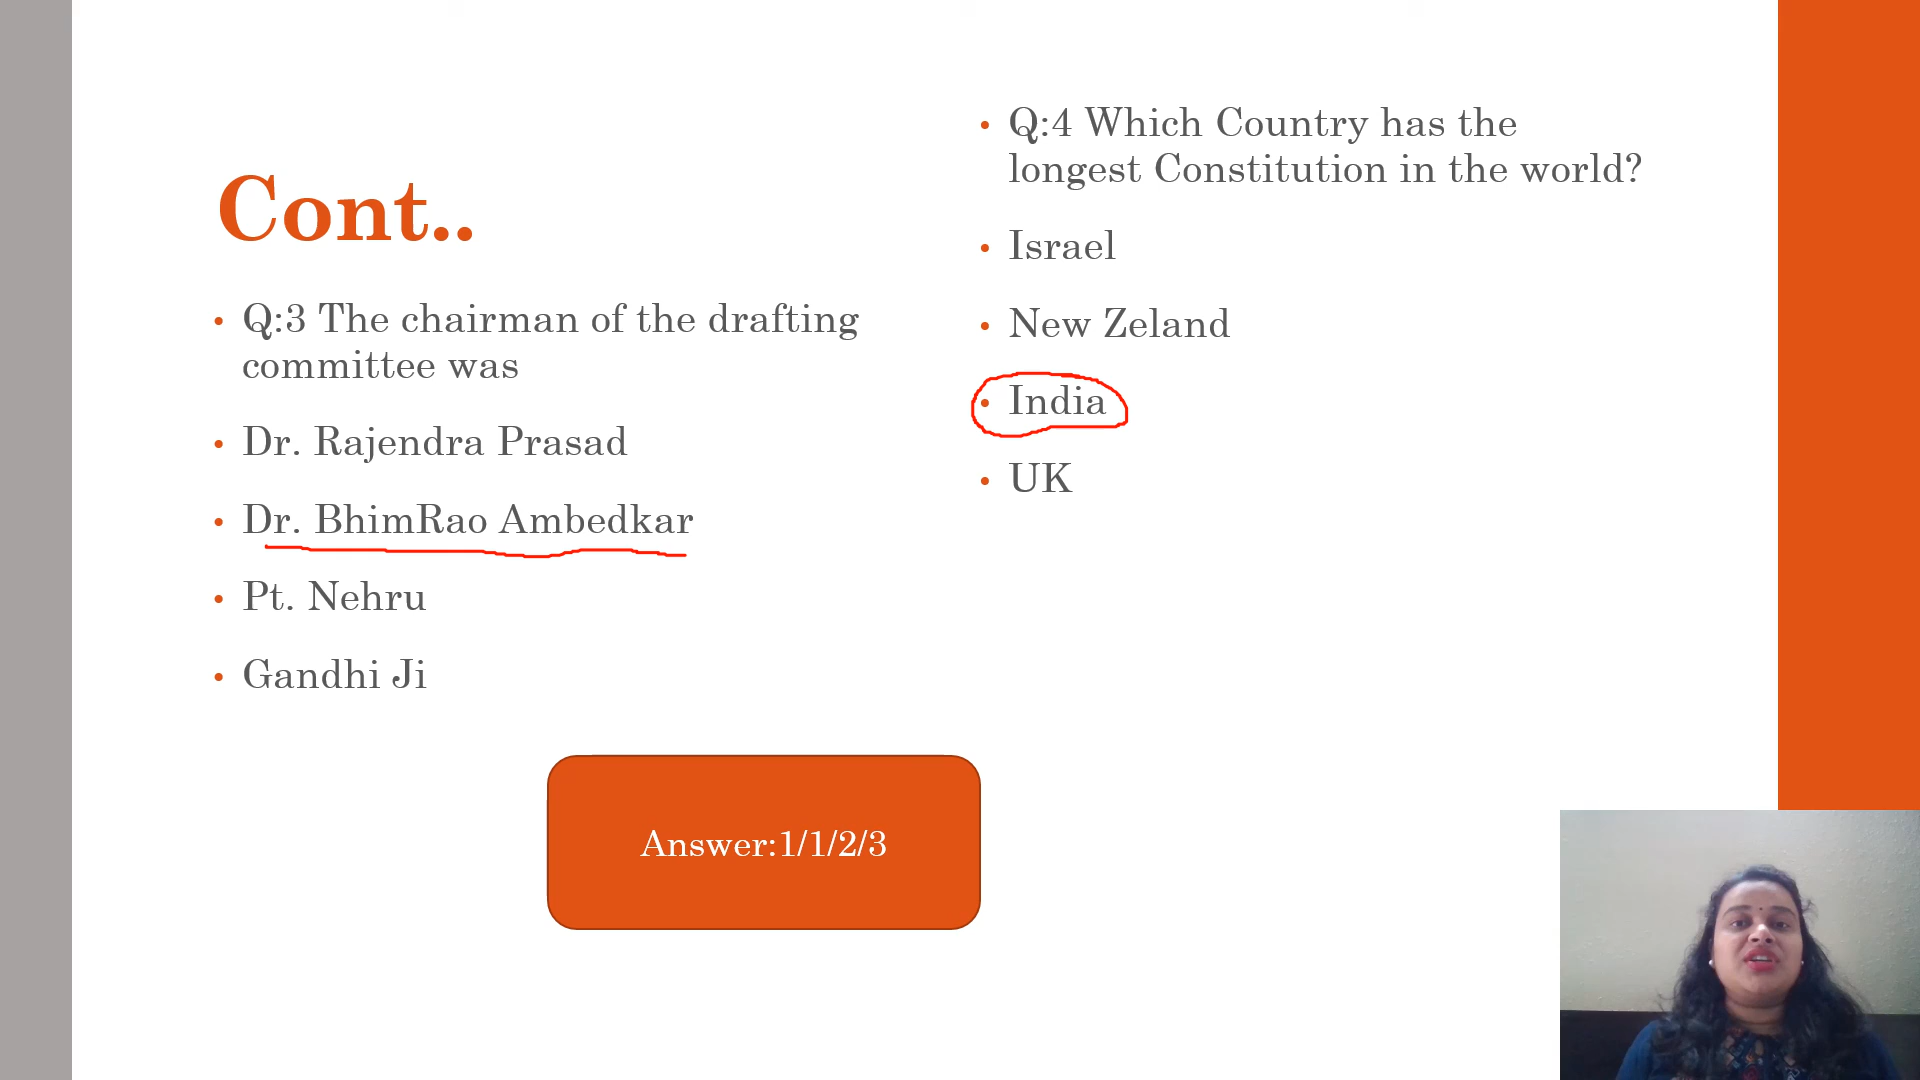 Cont..
• Q:3 The chairman of the drafting
committee was
• Dr. Rajendra Prasad
• Dr. BhimRao Ambedkar
• Pt. Nehru
• Gandhi Ji
• Q:4 Which Country has the
longest Constitution in the world?
• Israel
• New Zeland
• India
• UK
Answer:1/1/2/3